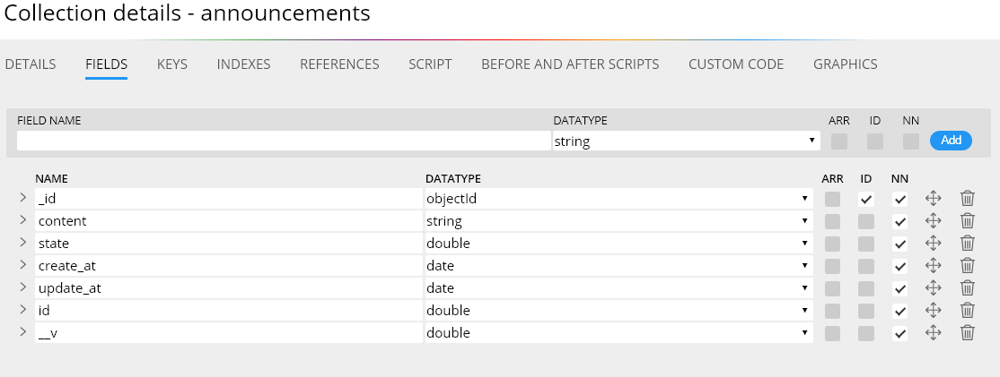 Collection details - announcements
DETAILS FIELDS KEYS INDEXES REFERENCES SCRIPT BEFORE AND AFTER SCRIPTS CUSTOM CODE GRAPHICS
FIELD NAME DATATYPE ARR ID NN
string Add
NAME DATATYPE ARR ID NN
_id objectId
content string
state double
create_at date
update_at date
id double
__v double